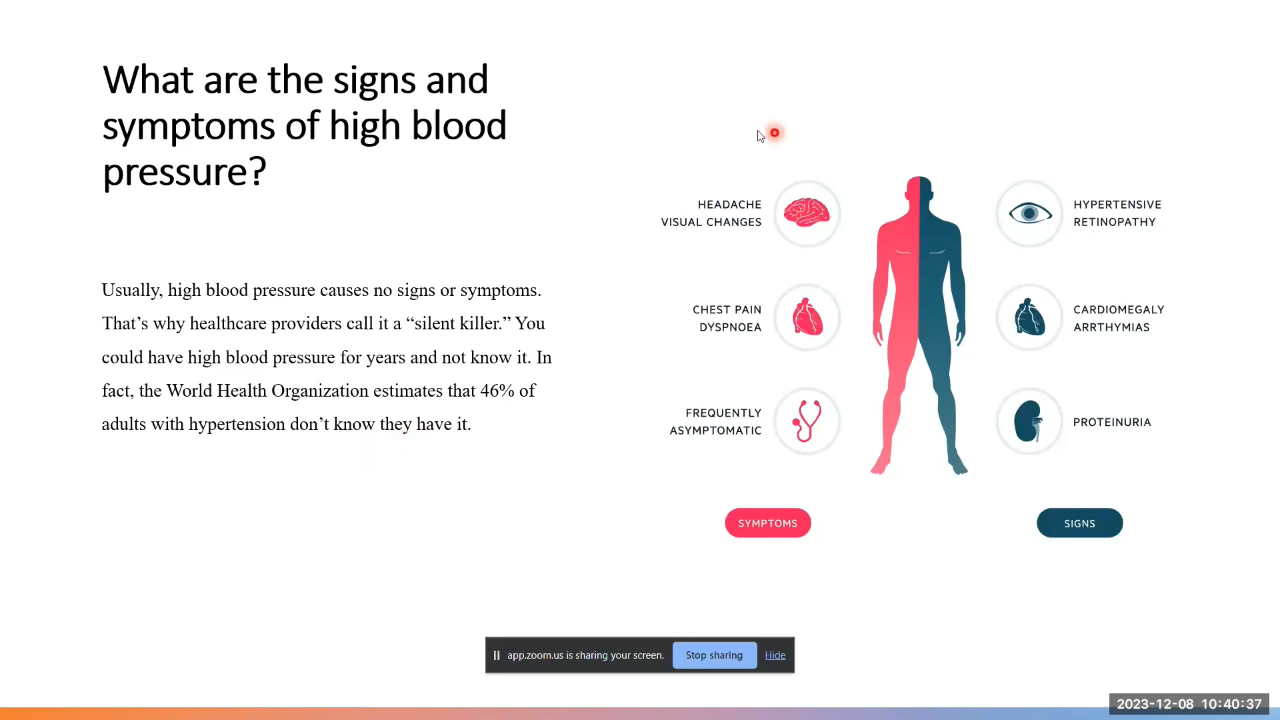 What are the signs and
symptoms of high blood
pressure?
Usually, high blood pressure causes no signs or symptoms.
That’s why healthcare providers call it a “silent killer.” You
could have high blood pressure for years and not know it. In
fact, the World Health Organization estimates that 46% of
adults with hypertension don’t know they have it.
HEADACHE
VISUAL CHANGES
CHEST PAIN
DYSPNOEA
FREQUENTLY
ASYMPTOMATIC
SYMPTOMS
HYPERTENSIVE
RETINOPATHY
CARDIOMEGALY
ARRTHYMIAS
PROTEINURIA
SIGNS
app.zoom.us is sharing your screen. Stop sharing Hide
2023-12-08 10:40:37